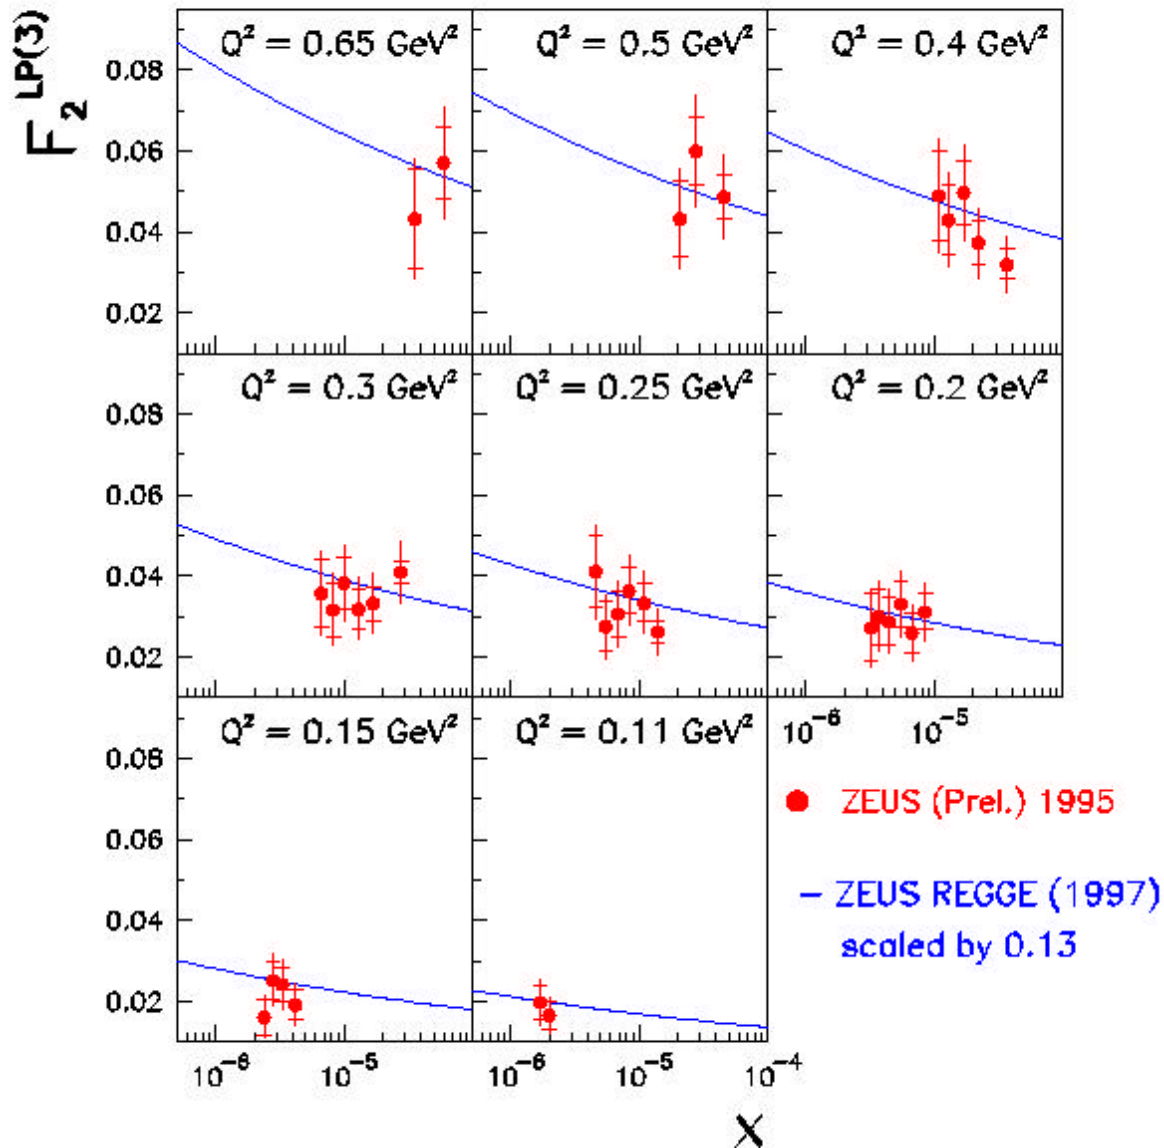 F₂^LP(3)
Q² = 0.65 GeV²
Q² = 0.5 GeV²
Q² = 0.4 GeV²
0.08
0.06
0.04
0.02
Q² = 0.3 GeV²
Q² = 0.25 GeV²
Q² = 0.2 GeV²
0.08
0.06
0.04
0.02
10⁻⁶ 10⁻⁵
Q² = 0.15 GeV²
Q² = 0.11 GeV²
0.08
0.06
0.04
0.02
10⁻⁶ 10⁻⁵ 10⁻⁶ 10⁻⁵ 10⁻⁴
ZEUS (Prel.) 1995
ZEUS REGGE (1997)
scaled by 0.13
X